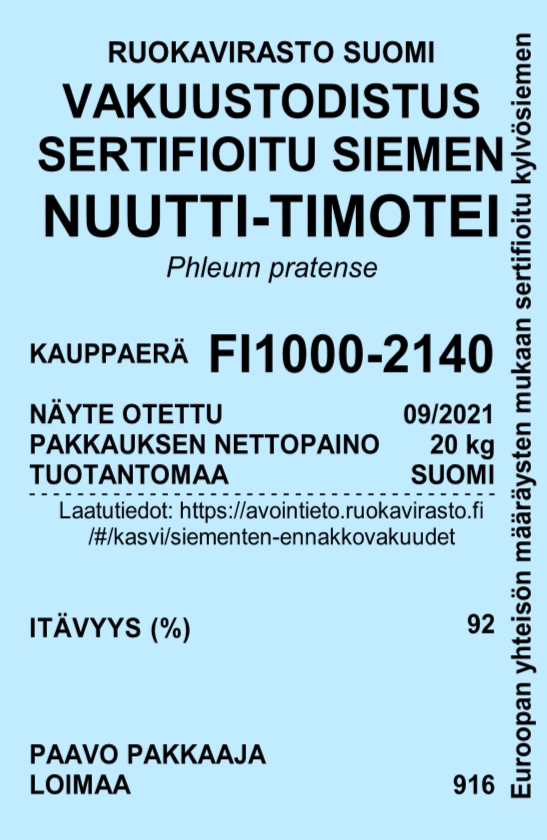 RUOKAVIRASTO SUOMI
VAKUUSTODISTUS
SERTIFIOITU SIEMEN
NUUTTI-TIMOTEI
Phleum pratense
KAUPPAERÄ FI1000-2140
NÄYTE OTETTU 09/2021
PAKKAUKSEN NETTOPAINO 20 kg
TUOTANTOMAA SUOMI
Laatutiedot: https://avointieto.ruokavirasto.fi
/#/kasvi/siementen-ennakkovakuudet
ITÄVYYS (%) 92
PAAVO PAKKAAJA
LOIMAA 916
Euroopan yhteisön määräysten mukaan sertifioitu kylvösiemen